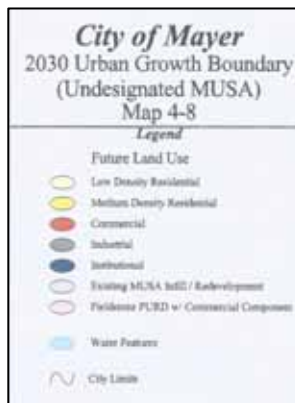 City of Mayer
2030 Urban Growth Boundary
(Undesignated MUSA)
Map 4-8
Legend
Future Land Use
Low Density Residential
Medium Density Residential
Commercial
Industrial
Institutional
Existing MUSA Infill / Redevelopment
PURD w/ Commercial Component
Water Features
City Limits